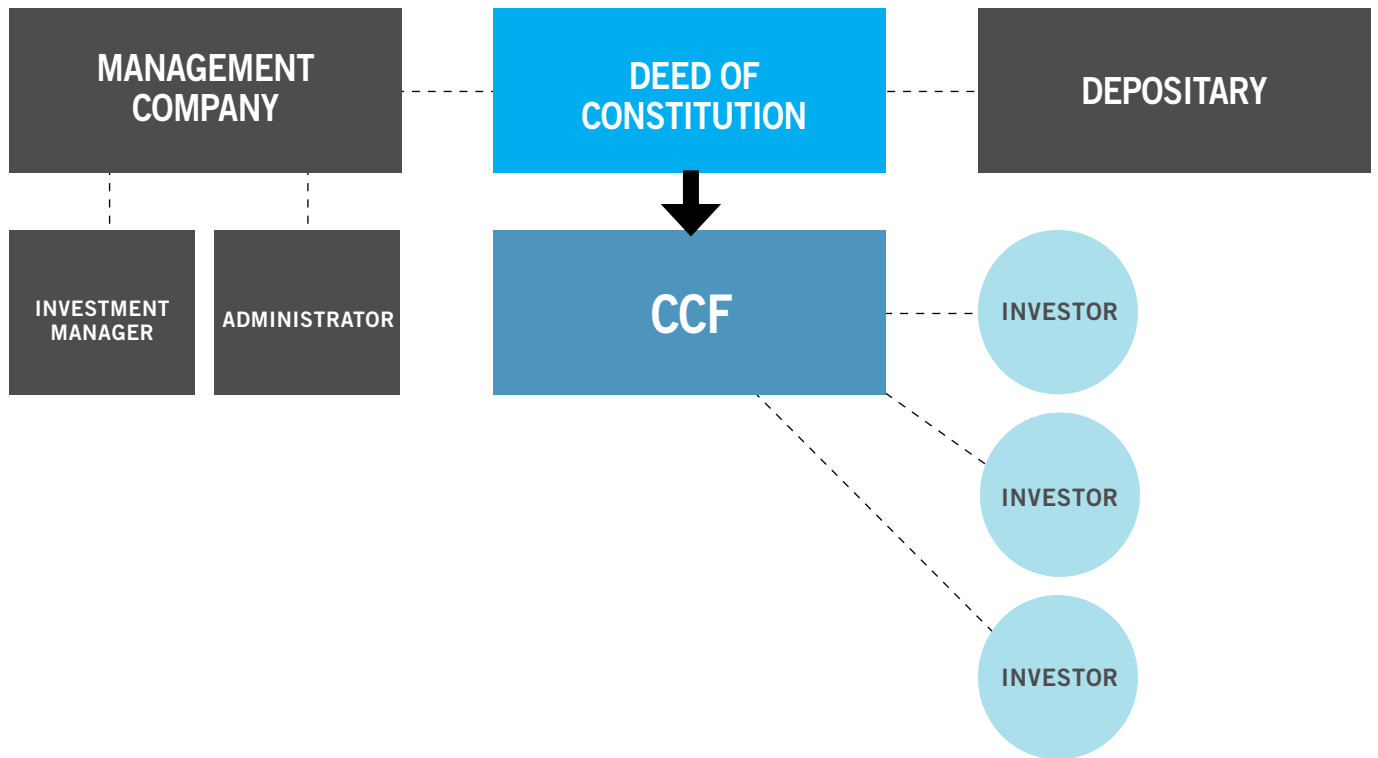 MANAGEMENT
COMPANY
DEED OF
CONSTITUTION
DEPOSITARY
INVESTMENT
MANAGER
ADMINISTRATOR
CCF
INVESTOR
INVESTOR
INVESTOR